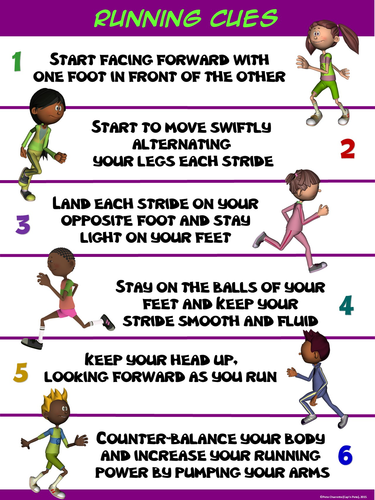 Running Cues
1
Start facing forward with
one foot in front of the other
Start to move swiftly
alternating
your legs each stride
2
Land each stride on your
opposite foot and stay
light on your feet
3
Stay on the balls of your
feet and keep your
stride smooth and fluid
4
Keep your head up,
looking forward as you run
5
Counter-balance your body
and increase your running
power by pumping your arms
6